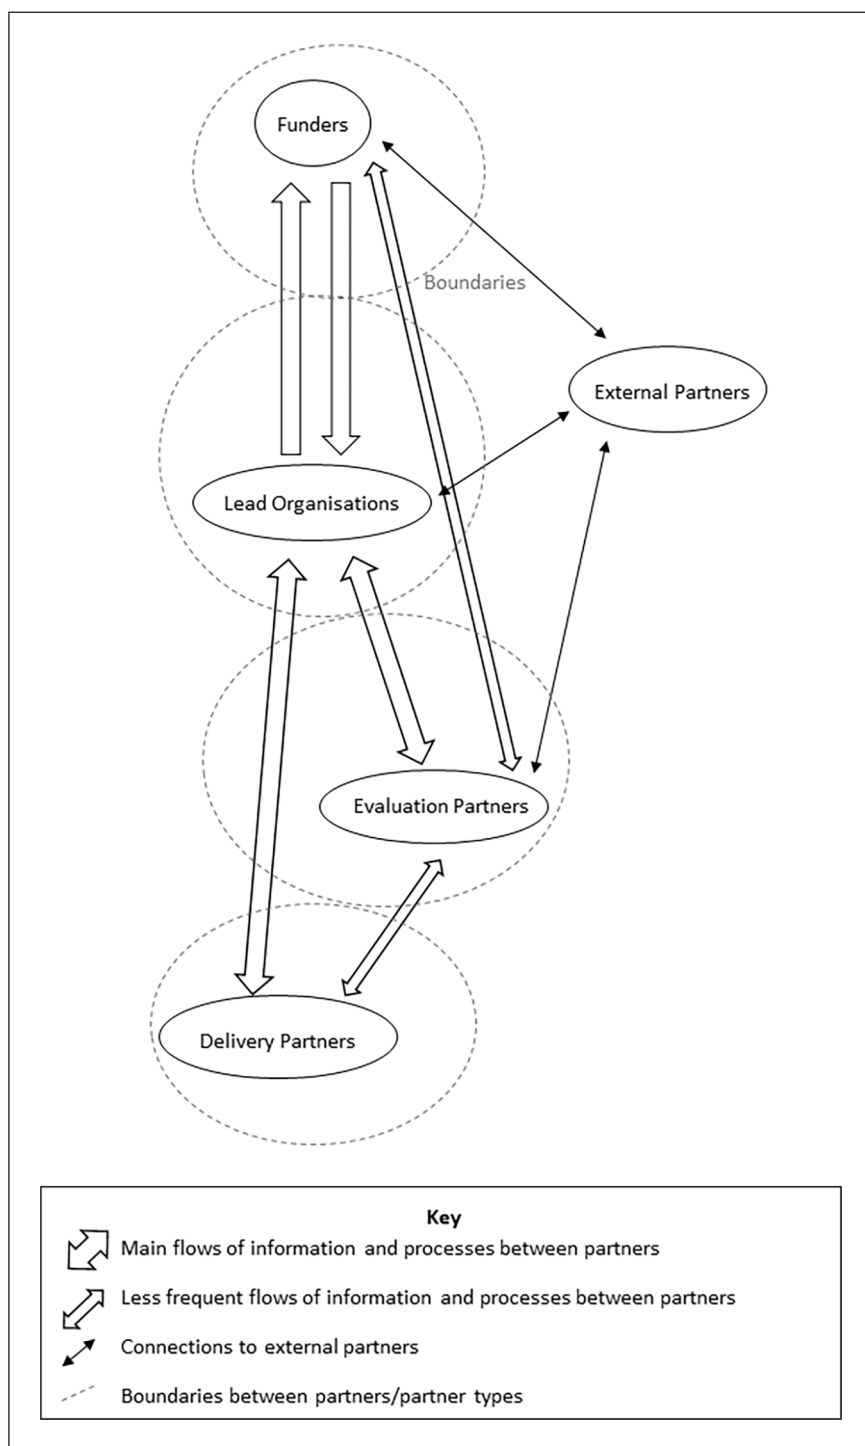 Funders
Boundaries
External Partners
Lead Organisations
Evaluation Partners
Delivery Partners
Key
Main flows of information and processes between partners
Less frequent flows of information and processes between partners
Connections to external partners
Boundaries between partners/partner types